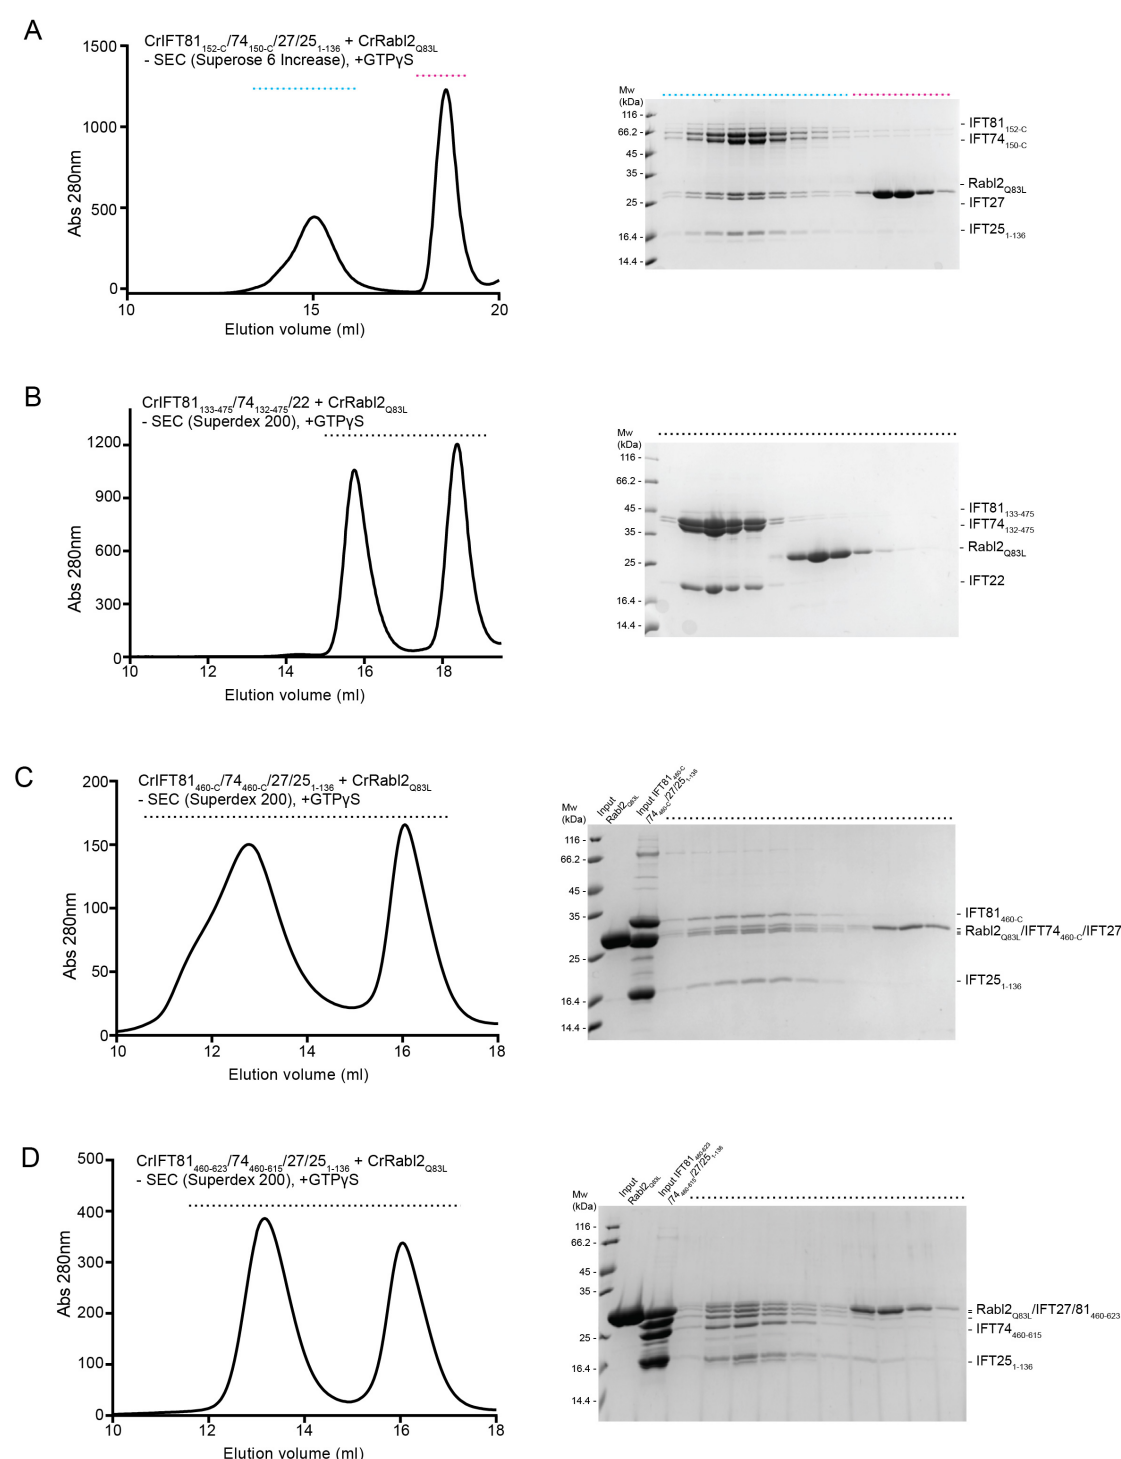 A
CrIFT81152-C/74150-C/27/251-136 + CrRabl2Q83L
- SEC (Superose 6 Increase), +GTPγS
1500
1000
500
0
Abs 280nm
10
15
20
Elution volume (ml)
Mw
(kDa)
116 -
66.2 -
45 -
35 -
25 -
16.4 -
14.4 -
- IFT81152-C
- IFT74150-C
- Rabl2Q83L
- IFT27
- IFT251-136
B
CrIFT81133-475/74132-475/22 + CrRabl2Q83L
- SEC (Superdex 200), +GTPγS
1200
900
600
300
0
Abs 280nm
10
12
14
16
18
Elution volume (ml)
Mw
(kDa)
116 -
66.2 -
45 -
35 -
25 -
16.4 -
14.4 -
- IFT81133-475
- IFT74132-475
- Rabl2Q83L
- IFT22
C
CrIFT81460-C/74460-C/27/251-136 + CrRabl2Q83L
- SEC (Superdex 200), +GTPγS
200
150
100
50
0
Abs 280nm
10
12
14
16
18
Elution volume (ml)
Mw
(kDa)
Input
Rabl2Q83L
Input IFT81460-C
/74460-C/27/251-136
116 -
66.2 -
45 -
35 -
25 -
16.4 -
14.4 -
- IFT81460-C
Rabl2Q83L/IFT74460-C/IFT27
- IFT251-136
D
CrIFT81460-623/74460-615/27/251-136 + CrRabl2Q83L
- SEC (Superdex 200), +GTPγS
500
400
300
200
100
0
Abs 280nm
10
12
14
16
18
Elution volume (ml)
Mw
(kDa)
Input
Rabl2Q83L
Input IFT81460-623
/74460-615/27/251-136
116 -
66.2 -
45 -
35 -
25 -
16.4 -
14.4 -
Rabl2Q83L/IFT27/81460-623
- IFT74460-615
- IFT251-136